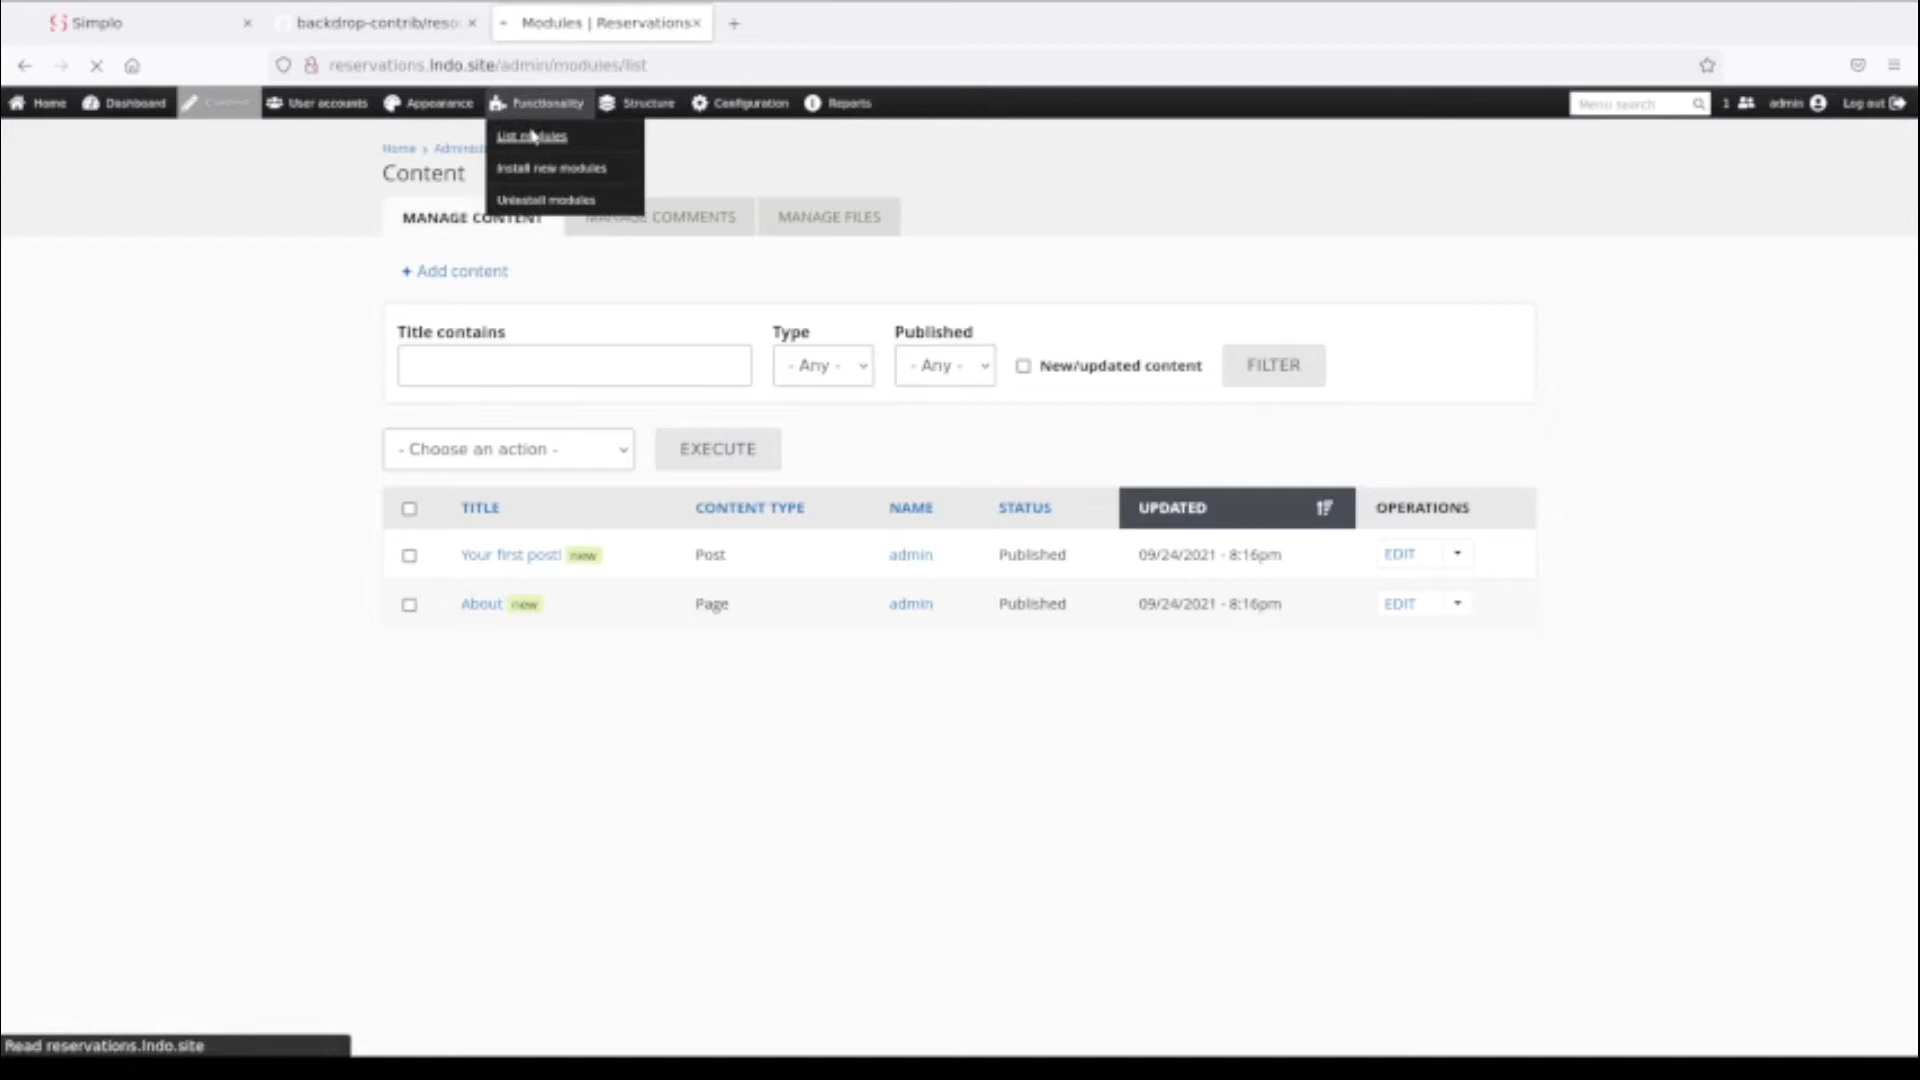 Simplo
backdrop-contrib/reso
Modules | Reservations
reservations.lndo.site/admin/modules/list
Home
Dashboard
User accounts
Appearance
Functionality
Structure
Configuration
Reports
Menu search
1
admin
Log out
List modules
Install new modules
Uninstall modules
Home ›
Content
MANAGE CONTENT
MANAGE COMMENTS
MANAGE FILES
+ Add content
Title contains
Type
Published
- Any -
- Any -
New/updated content
FILTER
- Choose an action -
EXECUTE
TITLE CONTENT TYPE NAME STATUS UPDATED OPERATIONS
Your first post! new Post admin Published 09/24/2021 - 8:16pm EDIT
About new Page admin Published 09/24/2021 - 8:16pm EDIT
Read reservations.lndo.site